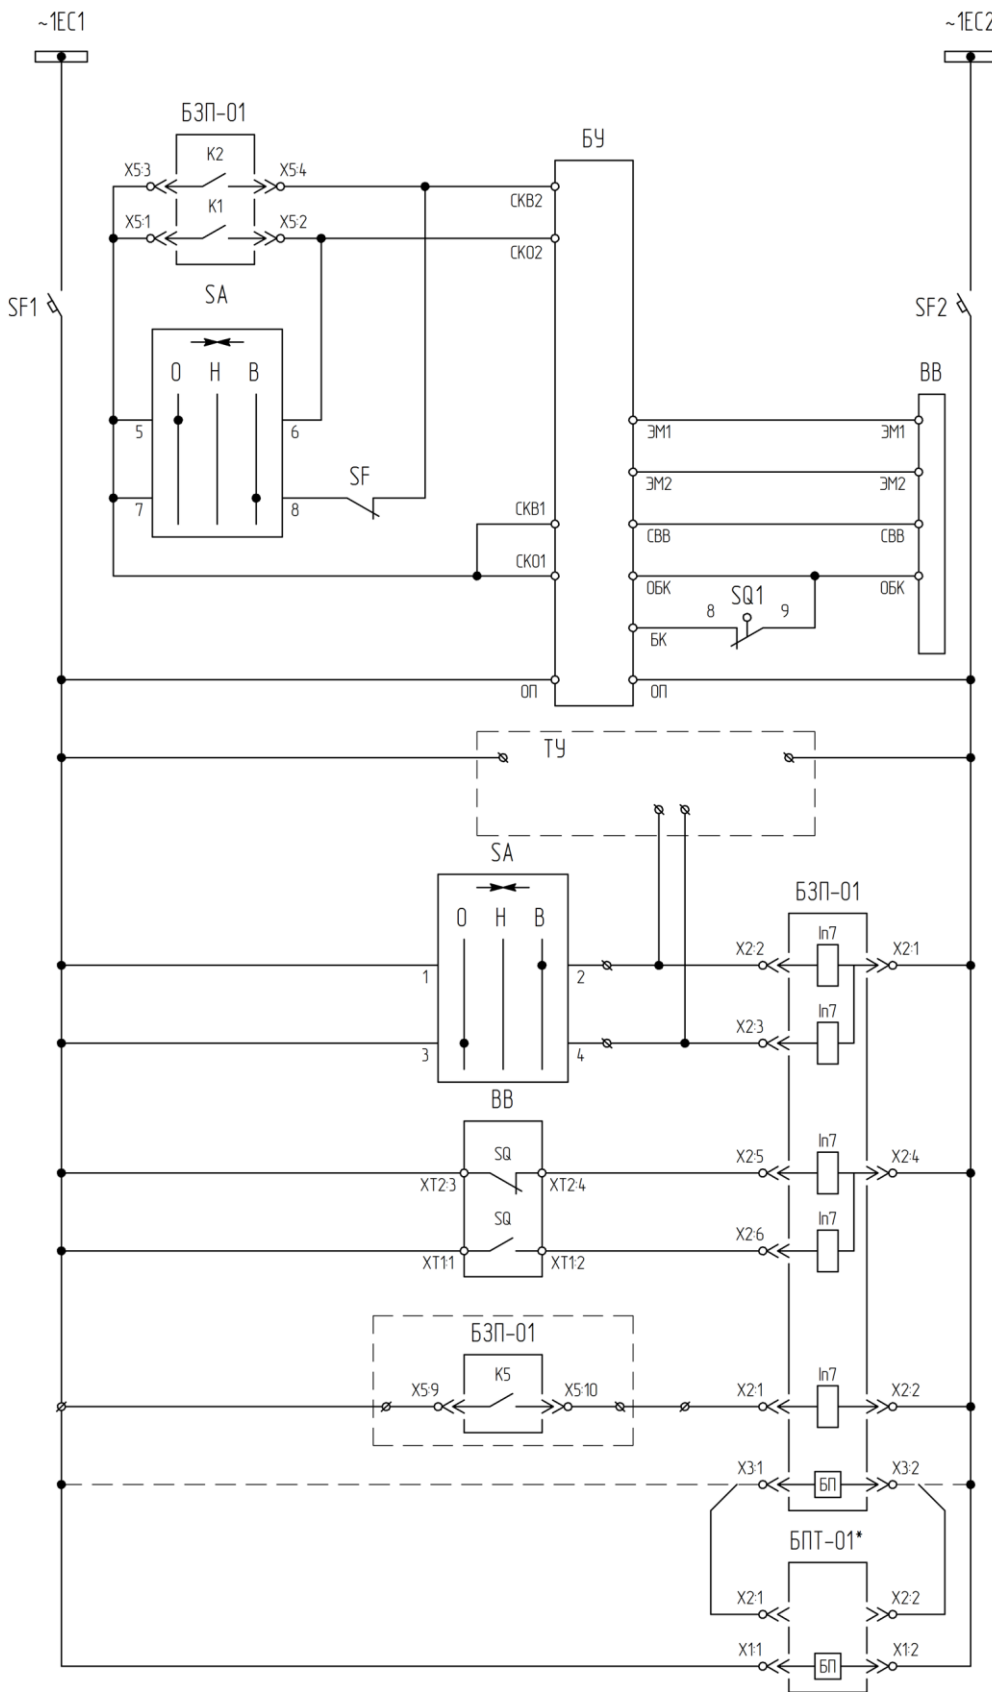 ~1ЕС1 ~1ЕС2
БЗП-01
БУ
К2
Х5:3 Х5:4
СКВ2
К1
Х5:1 Х5:2
СКО2
SA
SF1 SF2
О Н В
ВВ
5 6
ЭМ1 ЭМ1
SF
ЭМ2 ЭМ2
7 8
СКВ1
СВВ СВВ
СКО1
ОБК ОБК
SQ1
8 9
БК
ОП ОП
ТУ
SA
БЗП-01
О Н В
In7
Х2:2 Х2:1
1 2
In7
Х2:3
3 4
ВВ
SQ
In7
Х2:5 Х2:4
ХТ2:3 ХТ2:4
SQ
In7
Х2:6
ХТ1:1 ХТ1:2
БЗП-01
К5
In7
Х5:9 Х5:10
Х2:1 Х2:2
Х3:1 Х3:2
БП
БПТ-01*
Х2:1 Х2:2
Х1:1 Х1:2
БП